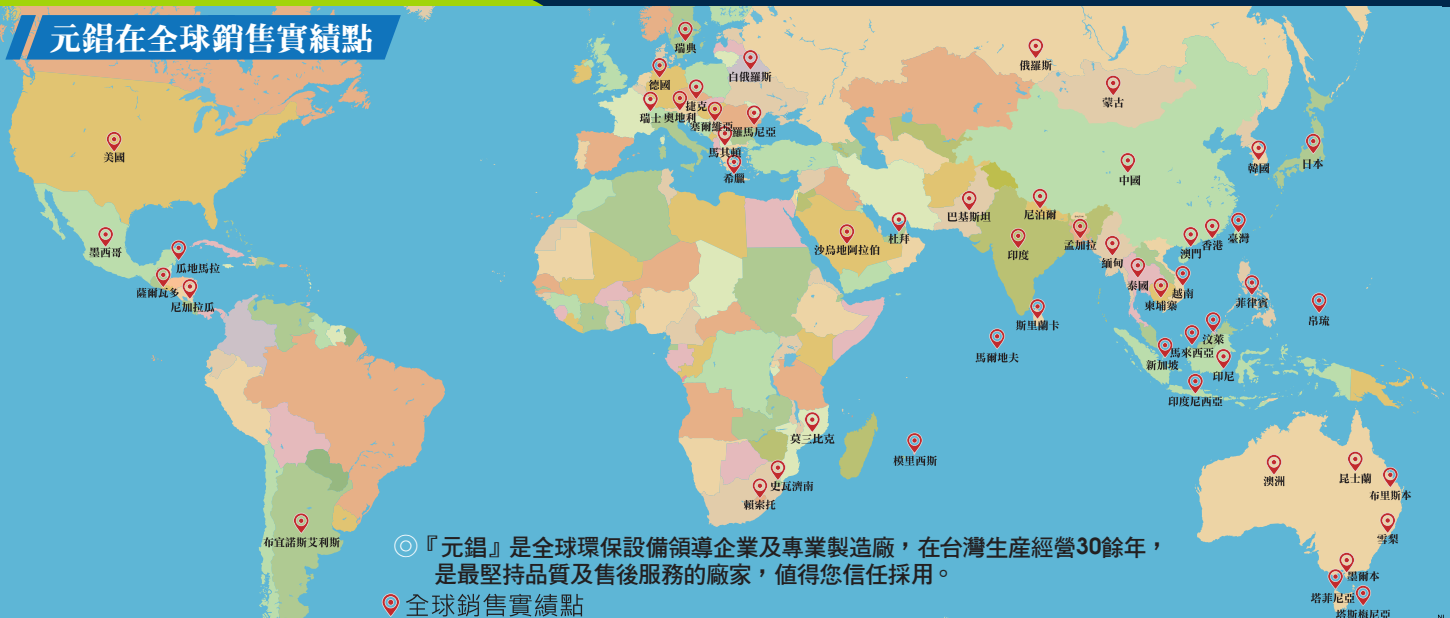 元錩在全球銷售實績點
瑞典
德國
白俄羅斯
俄羅斯
瑞士
奧地利
捷克
塞爾維亞
羅馬尼亞
馬其頓
希臘
蒙古
美國
中國
韓國
日本
墨西哥
瓜地馬拉
薩爾瓦多
尼加拉瓜
沙烏地阿拉伯
杜拜
巴基斯坦
尼泊爾
印度
孟加拉
緬甸
澳門
香港
臺灣
泰國
柬埔寨
越南
菲律賓
斯里蘭卡
馬爾地夫
帛琉
汶萊
馬來西亞
新加坡
印尼
印度尼西亞
莫三比克
模里西斯
史瓦濟南
賴索托
布宜諾斯艾利斯
澳洲
昆士蘭
布里斯本
雪梨
墨爾本
塔菲尼亞
塔斯梅尼亞
◎『元錩』是全球環保設備領導企業及專業製造廠，在台灣生産經營30餘年，
是最堅持品質及售後服務的廠家，值得您信任採用。
全球銷售實績點